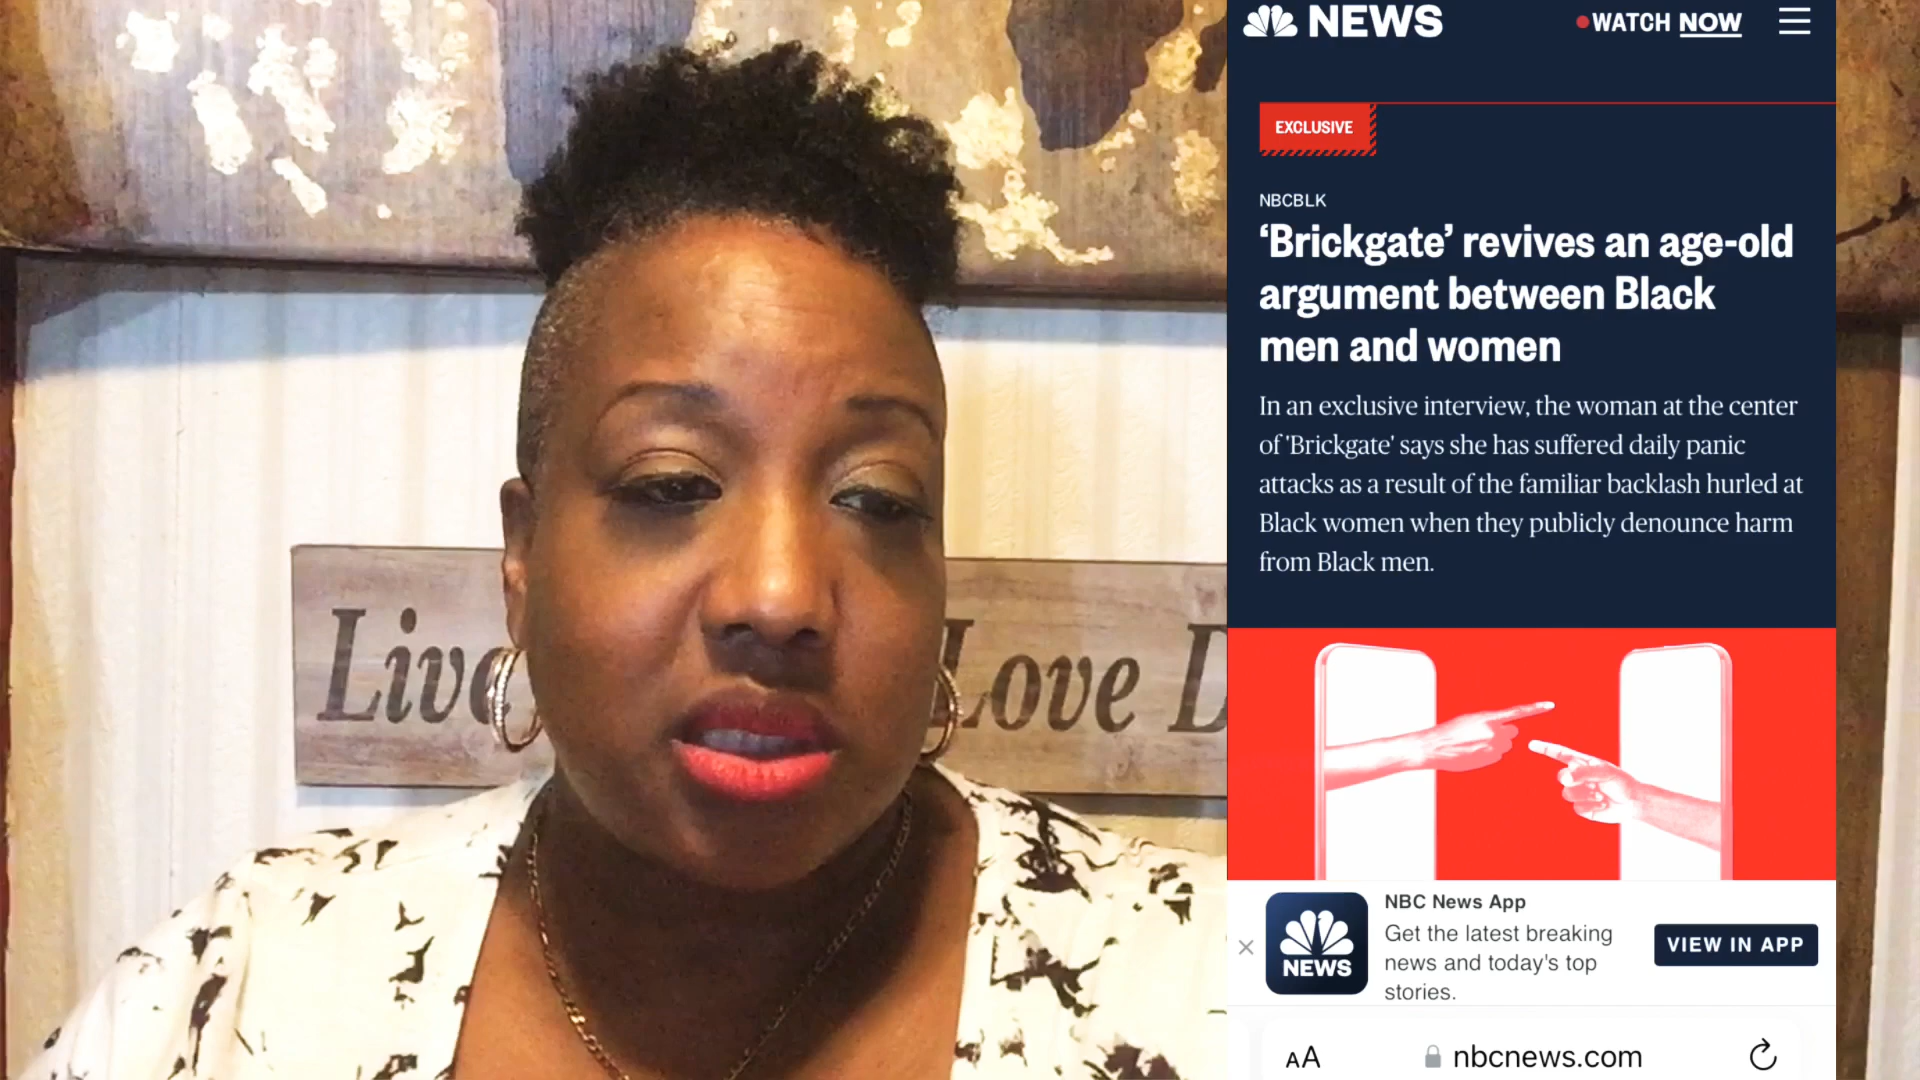 Live
Love D
NEWS
WATCH NOW
EXCLUSIVE
NBCBLK
‘Brickgate’ revives an age-old
argument between Black
men and women
In an exclusive interview, the woman at the center
of 'Brickgate' says she has suffered daily panic
attacks as a result of the familiar backlash hurled at
Black women when they publicly denounce harm
from Black men.
NEWS
NBC News App
Get the latest breaking
news and today's top
stories.
VIEW IN APP
AA
nbcnews.com